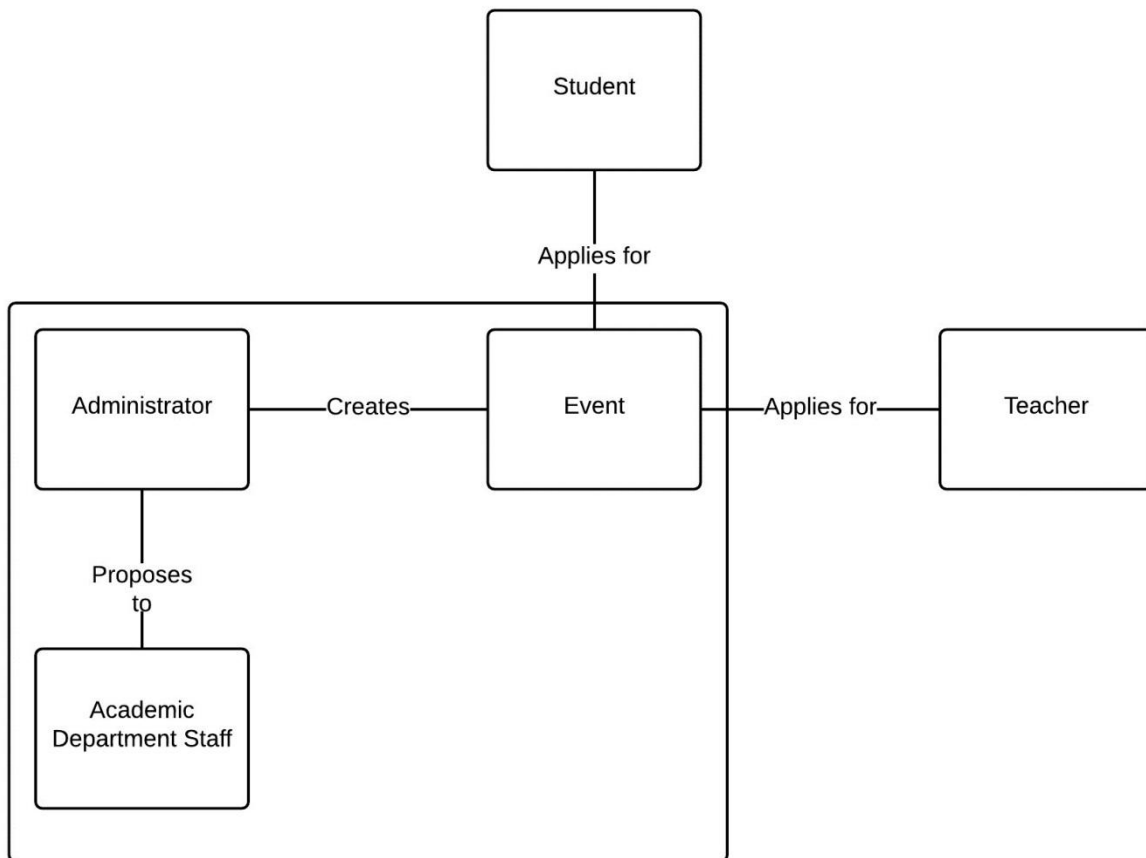 Student
Applies for
Administrator
Creates
Event
Applies for
Teacher
Proposes
to
Academic
Department Staff